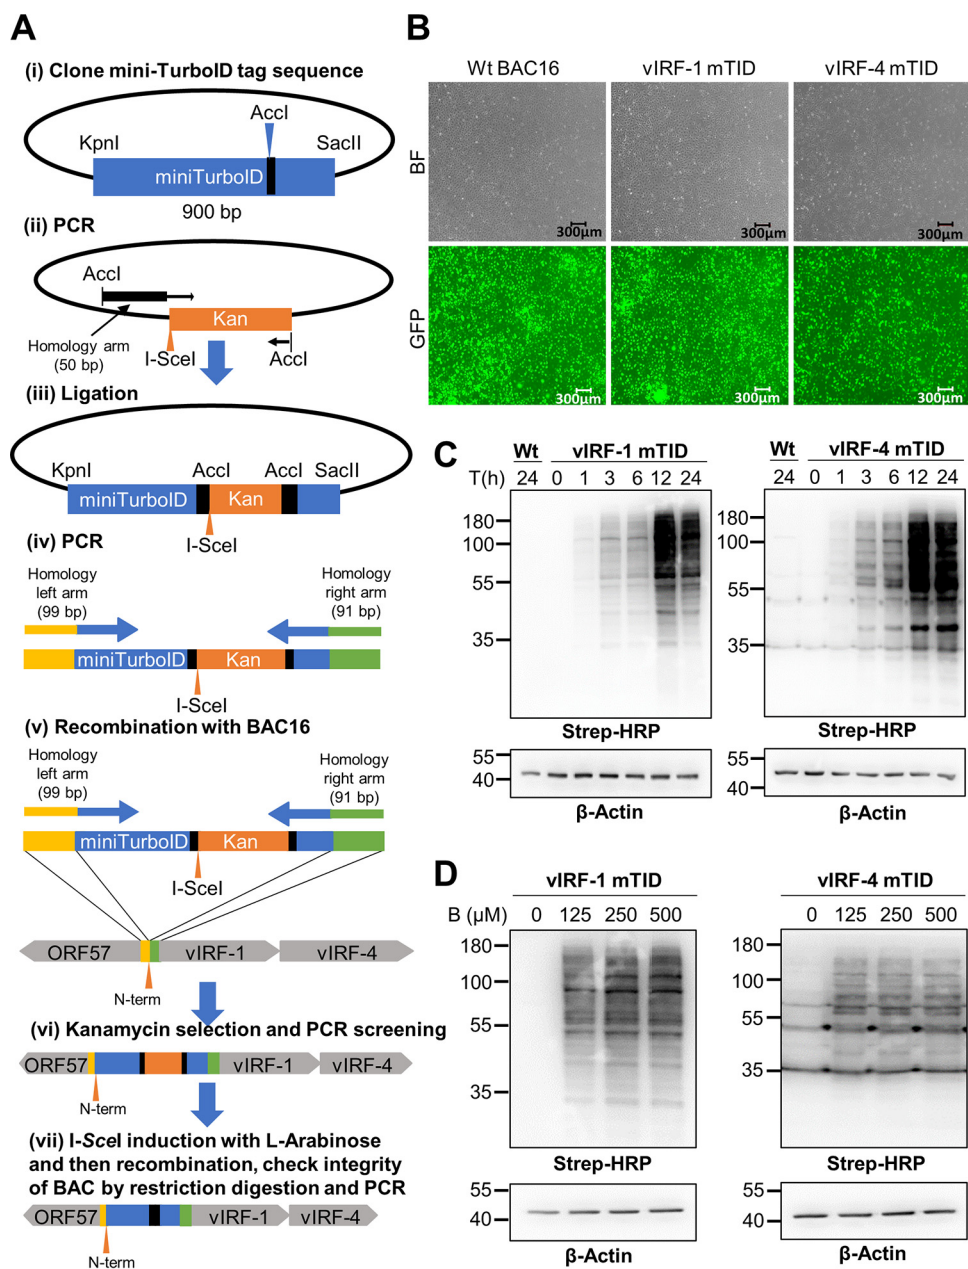 A
(i) Clone mini-TurboID tag sequence
AccI
KpnI
SacII
miniTurboID
900 bp
(ii) PCR
AccI
Kan
Homology arm
(50 bp)
I-SceI
AccI
(iii) Ligation
KpnI
AccI
AccI
SacII
miniTurboID
Kan
I-SceI
(iv) PCR
Homology
left arm
(99 bp)
Homology
right arm
(91 bp)
miniTurboID
Kan
I-SceI
(v) Recombination with BAC16
Homology
left arm
(99 bp)
Homology
right arm
(91 bp)
miniTurboID
Kan
I-SceI
ORF57
vIRF-1
vIRF-4
N-term
(vi) Kanamycin selection and PCR screening
ORF57
vIRF-1
vIRF-4
N-term
(vii) I-SceI induction with L-Arabinose
and then recombination, check integrity
of BAC by restriction digestion and PCR
ORF57
vIRF-1
vIRF-4
N-term
B
Wt BAC16
vIRF-1 mTID
vIRF-4 mTID
BF
300µm
300µm
300µm
GFP
300µm
300µm
300µm
C
Wt
vIRF-1 mTID
T(h)
24 0 1 3 6 12 24
180
100
55
35
Strep-HRP
55
40
β-Actin
Wt
vIRF-4 mTID
24 0 1 3 6 12 24
180
100
55
35
Strep-HRP
55
40
β-Actin
D
vIRF-1 mTID
B (µM)
0 125 250 500
180
100
55
35
Strep-HRP
55
40
β-Actin
vIRF-4 mTID
0 125 250 500
180
100
55
35
Strep-HRP
55
40
β-Actin